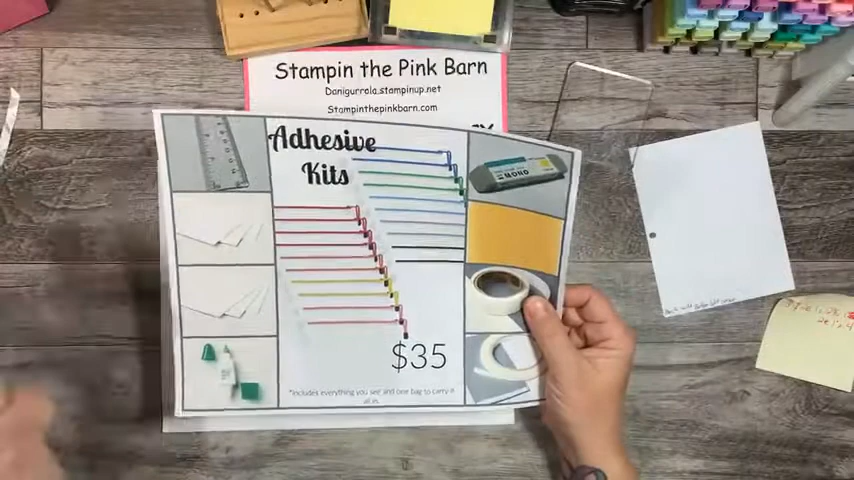 Stampin the Pink Barn
Danigurrola.stampinup.net
Stampinthepinkbarn.com
Adhesive
Kits
MONO
$35
*Includes everything you see and one bag to carry it
all in.